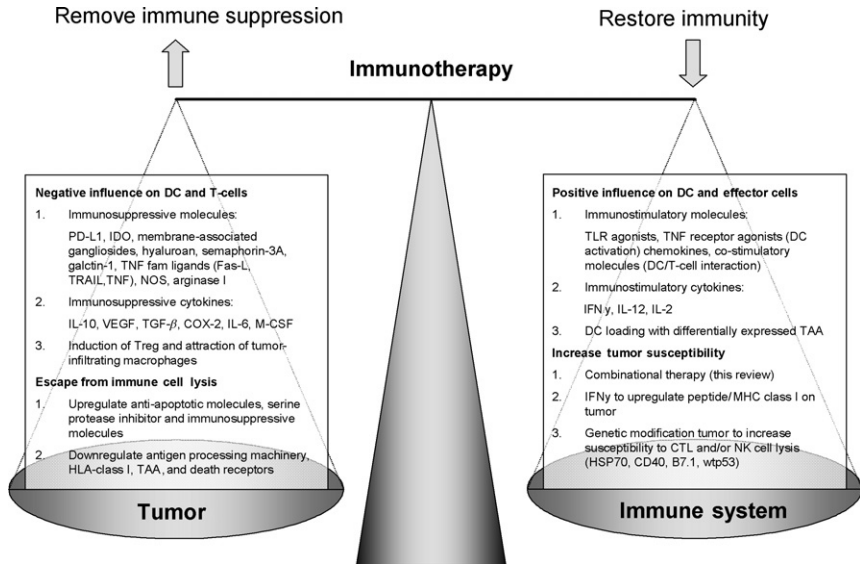 Remove immune suppression
Restore immunity
Immunotherapy
Negative influence on DC and T-cells
1. Immunosuppressive molecules:
PD-L1, IDO, membrane-associated
gangliosides, hyaluroan, semaphorin-3A,
galctin-1, TNF fam ligands (Fas-L,
TRAIL,TNF), NOS, arginase I
2. Immunosuppressive cytokines:
IL-10, VEGF, TGF-β, COX-2, IL-6, M-CSF
3. Induction of Treg and attraction of tumor-
infiltrating macrophages
Escape from immune cell lysis
1. Upregulate anti-apoptotic molecules, serine
protease inhibitor and immunosuppressive
molecules
2. Downregulate antigen processing machinery,
HLA-class I, TAA, and death receptors
Tumor
Positive influence on DC and effector cells
1. Immunostimulatory molecules:
TLR agonists, TNF receptor agonists (DC
activation) chemokines, co-stimulatory
molecules (DC/T-cell interaction)
2. Immunostimulatory cytokines:
IFNγ, IL-12, IL-2
3. DC loading with differentially expressed TAA
Increase tumor susceptibility
1. Combinational therapy (this review)
2. IFNγ to upregulate peptide/MHC class I on
tumor
3. Genetic modification tumor to increase
susceptibility to CTL and/or NK cell lysis
(HSP70, CD40, B7.1, wtp53)
Immune system